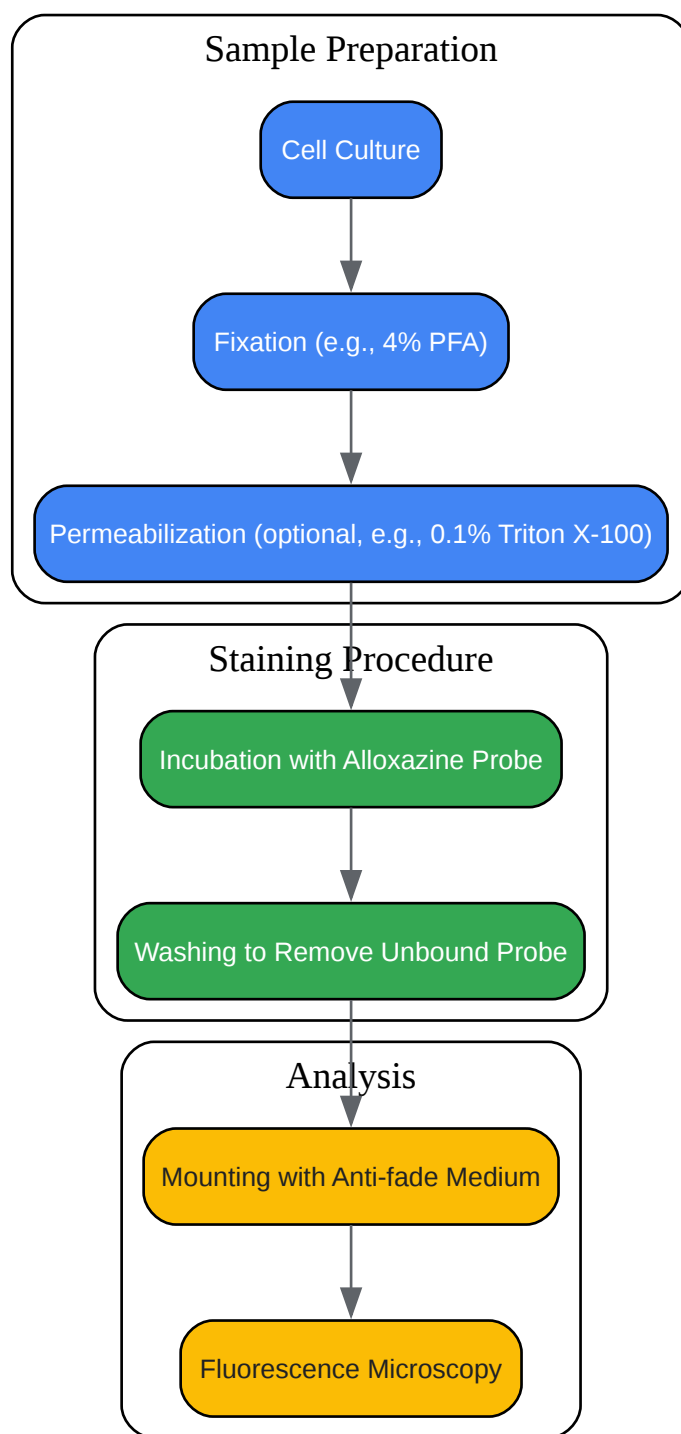 Sample Preparation
Cell Culture
Fixation (e.g., 4% PFA)
Permeabilization (optional, e.g., 0.1% Triton X-100)
Staining Procedure
Incubation with Alloxazine Probe
Washing to Remove Unbound Probe
Analysis
Mounting with Anti-fade Medium
Fluorescence Microscopy